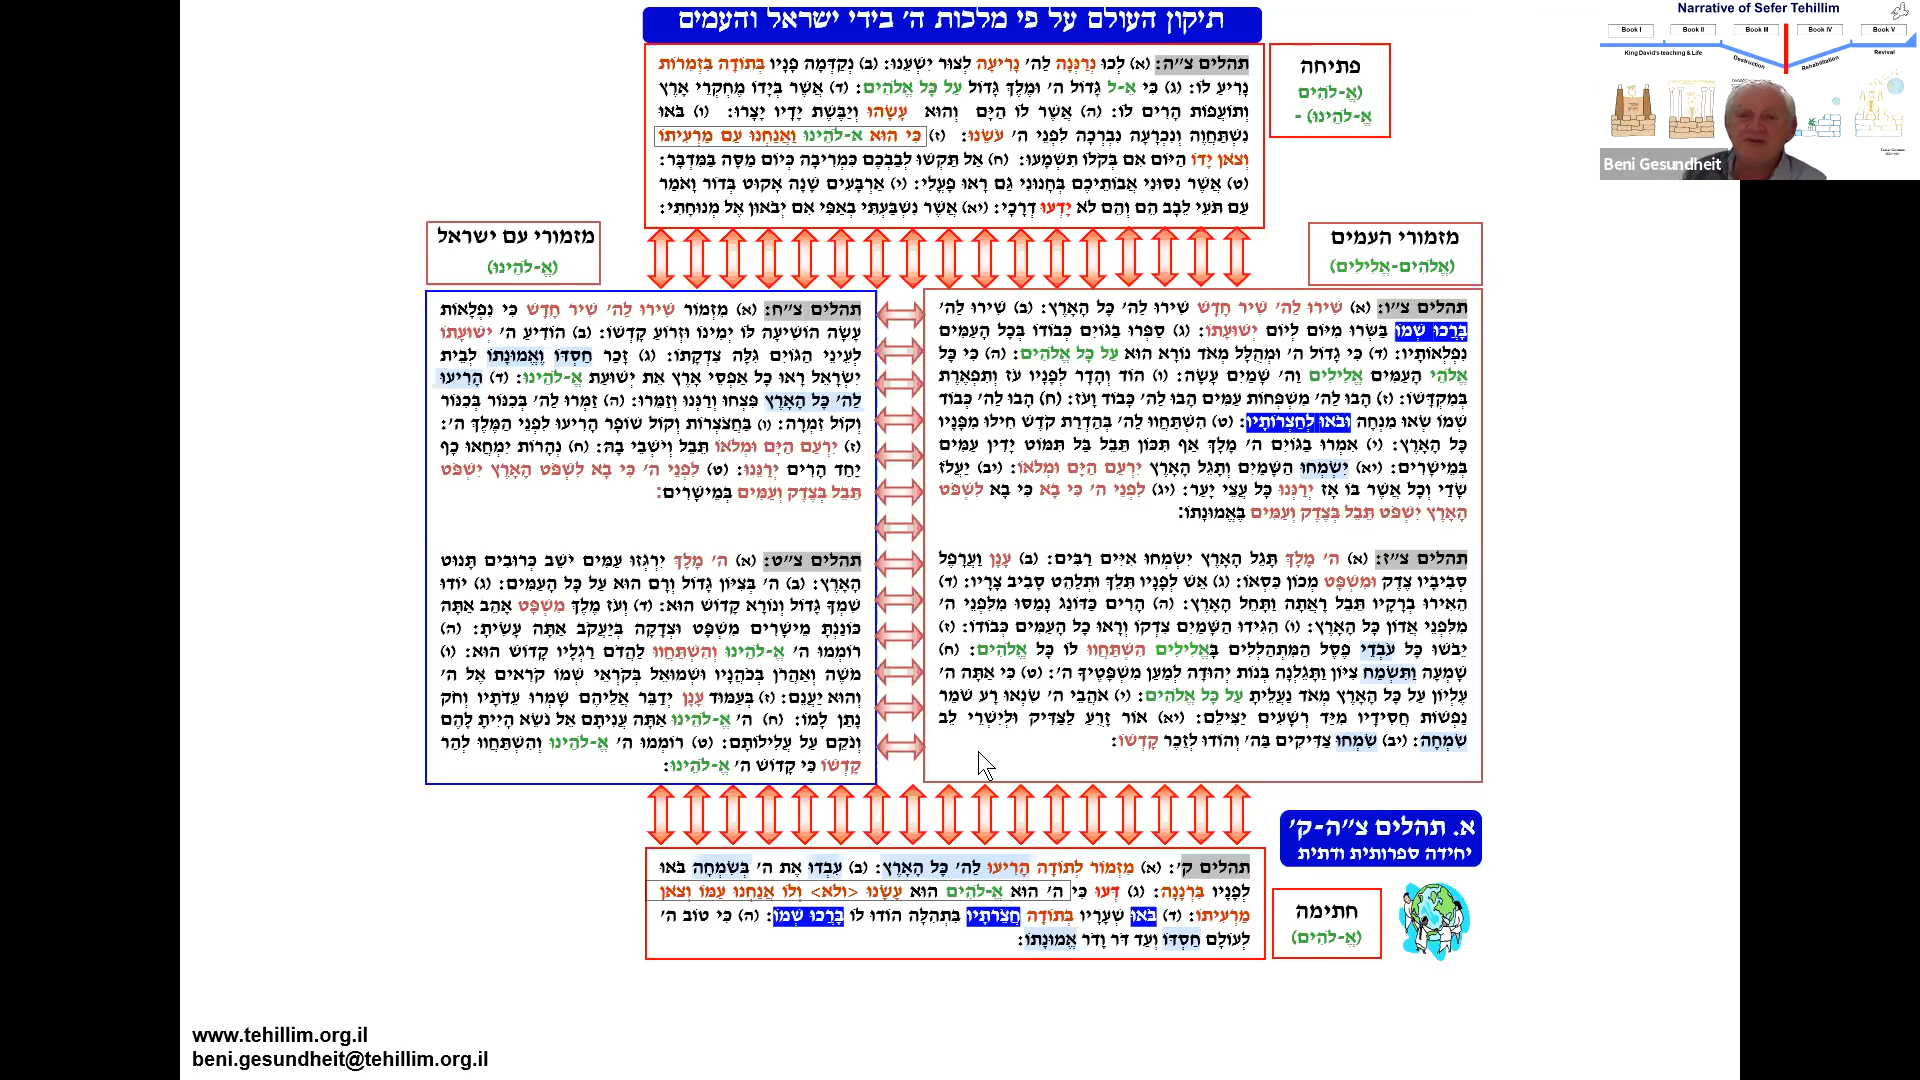 תיקון העולם על פי מלכות ה' בידי ישראל והעמים
תהלים צ"ה: (א) לְכוּ נְרַנְּנָה לַה' נָרִיעָה לְצוּר יִשְׁעֵנוּ: (ב) נְקַדְּמָה פָנָיו בְּתוֹדָה בִּזְמִרוֹת
נָרִיעַ לוֹ: (ג) כִּי אֵ-ל גָּדוֹל ה' וּמֶלֶךְ גָּדוֹל עַל כָּל אֱלֹהִים: (ד) אֲשֶׁר בְּיָדוֹ מֶחְקְרֵי אָרֶץ
וְתוֹעֲפוֹת הָרִים לוֹ: (ה) אֲשֶׁר לוֹ הַיָּם וְהוּא עָשָׂהוּ וְיַבֶּשֶׁת יָדָיו יָצָרוּ: (ו) בֹּאוּ
נִשְׁתַּחֲוֶה וְנִכְרָעָה נִבְרְכָה לִפְנֵי ה' עֹשֵׂנוּ: (ז) כִּי הוּא אֱ-לֹהֵינוּ וַאֲנַחְנוּ עַם מַרְעִיתוֹ
וְצֹאן יָדוֹ הַיּוֹם אִם בְּקֹלוֹ תִשְׁמָעוּ: (ח) אַל תַּקְשׁוּ לְבַבְכֶם כִּמְרִיבָה כְּיוֹם מַסָּה בַּמִּדְבָּר:
(ט) אֲשֶׁר נִסּוּנִי אֲבוֹתֵיכֶם בְּחָנוּנִי גַּם רָאוּ פָעֳלִי: (י) אַרְבָּעִים שָׁנָה אָקוּט בְּדוֹר וָאֹמַר
עַם תֹּעֵי לֵבָב הֵם וְהֵם לֹא יָדְעוּ דְרָכָי: (יא) אֲשֶׁר נִשְׁבַּעְתִּי בְאַפִּי אִם יְבֹאוּן אֶל מְנוּחָתִי:
פתיחה
(אֱ-לֹהִים
אֱ-לֹהֵינוּ) -
מזמורי העמים
(אֱלֹהִים-אֱלִילִים)
תהלים צ"ו: (א) שִׁירוּ לַה' שִׁיר חָדָשׁ שִׁירוּ לַה' כָּל הָאָרֶץ: (ב) שִׁירוּ לַה'
בָּרְכוּ שְׁמוֹ בַּשְּׂרוּ מִיּוֹם לְיוֹם יְשׁוּעָתוֹ: (ג) סַפְּרוּ בַגּוֹיִם כְּבוֹדוֹ בְּכָל הָעַמִּים
נִפְלְאוֹתָיו: (ד) כִּי גָדוֹל ה' וּמְהֻלָּל מְאֹד נוֹרָא הוּא עַל כָּל אֱלֹהִים: (ה) כִּי כָּל
אֱלֹהֵי הָעַמִּים אֱלִילִים וַה' שָׁמַיִם עָשָׂה: (ו) הוֹד וְהָדָר לְפָנָיו עֹז וְתִפְאֶרֶת
בְּמִקְדָּשׁוֹ: (ז) הָבוּ לַה' מִשְׁפְּחוֹת עַמִּים הָבוּ לַה' כָּבוֹד וָעֹז: (ח) הָבוּ לַה' כְּבוֹד
שְׁמוֹ שְׂאוּ מִנְחָה וּבֹאוּ לְחַצְרוֹתָיו: (ט) הִשְׁתַּחֲווּ לַה' בְּהַדְרַת קֹדֶשׁ חִילוּ מִפָּנָיו
כָּל הָאָרֶץ: (י) אִמְרוּ בַגּוֹיִם ה' מָלָךְ אַף תִּכּוֹן תֵּבֵל בַּל תִּמּוֹט יָדִין עַמִּים
בְּמֵישָׁרִים: (יא) יִשְׂמְחוּ הַשָּׁמַיִם וְתָגֵל הָאָרֶץ יִרְעַם הַיָּם וּמְלֹאוֹ: (יב) יַעֲלֹז
שָׂדַי וְכָל אֲשֶׁר בּוֹ אָז יְרַנְּנוּ כָּל עֲצֵי יָעַר: (יג) לִפְנֵי ה' כִּי בָא כִּי בָא לִשְׁפֹּט
הָאָרֶץ יִשְׁפֹּט תֵּבֵל בְּצֶדֶק וְעַמִּים בֶּאֱמוּנָתוֹ:
תהלים צ"ז: (א) ה' מָלָךְ תָּגֵל הָאָרֶץ יִשְׂמְחוּ אִיִּים רַבִּים: (ב) עָנָן וַעֲרָפֶל
סְבִיבָיו צֶדֶק וּמִשְׁפָּט מְכוֹן כִּסְאוֹ: (ג) אֵשׁ לְפָנָיו תֵּלֵךְ וּתְלַהֵט סָבִיב צָרָיו: (ד)
הֵאִירוּ בְרָקָיו תֵּבֵל רָאֲתָה וַתָּחֵל הָאָרֶץ: (ה) הָרִים כַּדּוֹנַג נָמַסּוּ מִלִּפְנֵי ה'
מִלִּפְנֵי אֲדוֹן כָּל הָאָרֶץ: (ו) הִגִּידוּ הַשָּׁמַיִם צִדְקוֹ וְרָאוּ כָל הָעַמִּים כְּבוֹדוֹ: (ז)
יֵבֹשׁוּ כָּל עֹבְדֵי פֶסֶל הַמִּתְהַלְלִים בָּאֱלִילִים הִשְׁתַּחֲווּ לוֹ כָּל אֱלֹהִים: (ח)
שָׁמְעָה וַתִּשְׂמַח צִיּוֹן וַתָּגֵלְנָה בְּנוֹת יְהוּדָה לְמַעַן מִשְׁפָּטֶיךָ ה': (ט) כִּי אַתָּה ה'
עֶלְיוֹן עַל כָּל הָאָרֶץ מְאֹד נַעֲלֵיתָ עַל כָּל אֱלֹהִים: (י) אֹהֲבֵי ה' שִׂנְאוּ רָע שֹׁמֵר
נַפְשׁוֹת חֲסִידָיו מִיַּד רְשָׁעִים יַצִּילֵם: (יא) אוֹר זָרֻעַ לַצַּדִּיק וּלְיִשְׁרֵי לֵב
שִׂמְחָה: (יב) שִׂמְחוּ צַדִּיקִים בַּה' וְהוֹדוּ לְזֵכֶר קָדְשׁוֹ:
מזמורי עם ישראל
(אֱ-לֹהֵינוּ)
תהלים צ"ח: (א) מִזְמוֹר שִׁירוּ לַה' שִׁיר חָדָשׁ כִּי נִפְלָאוֹת
עָשָׂה הוֹשִׁיעָה לּוֹ יְמִינוֹ וּזְרוֹעַ קָדְשׁוֹ: (ב) הוֹדִיעַ ה' יְשׁוּעָתוֹ
לְעֵינֵי הַגּוֹיִם גִּלָּה צִדְקָתוֹ: (ג) זָכַר חַסְדּוֹ וֶאֱמוּנָתוֹ לְבֵית
יִשְׂרָאֵל רָאוּ כָל אַפְסֵי אָרֶץ אֵת יְשׁוּעַת אֱ-לֹהֵינוּ: (ד) הָרִיעוּ
לַה' כָּל הָאָרֶץ פִּצְחוּ וְרַנְּנוּ וְזַמֵּרוּ: (ה) זַמְּרוּ לַה' בְּכִנּוֹר בְּכִנּוֹר
וְקוֹל זִמְרָה: (ו) בַּחֲצֹצְרוֹת וְקוֹל שׁוֹפָר הָרִיעוּ לִפְנֵי הַמֶּלֶךְ ה':
(ז) יִרְעַם הַיָּם וּמְלֹאוֹ תֵּבֵל וְיֹשְׁבֵי בָהּ: (ח) נְהָרוֹת יִמְחֲאוּ כָף
יַחַד הָרִים יְרַנֵּנוּ: (ט) לִפְנֵי ה' כִּי בָא לִשְׁפֹּט הָאָרֶץ יִשְׁפֹּט
תֵּבֵל בְּצֶדֶק וְעַמִּים בְּמֵישָׁרִים:
תהלים צ"ט: (א) ה' מָלָךְ יִרְגְּזוּ עַמִּים יֹשֵׁב כְּרוּבִים תָּנוּט
הָאָרֶץ: (ב) ה' בְּצִיּוֹן גָּדוֹל וְרָם הוּא עַל כָּל הָעַמִּים: (ג) יוֹדוּ
שִׁמְךָ גָּדוֹל וְנוֹרָא קָדוֹשׁ הוּא: (ד) וְעֹז מֶלֶךְ מִשְׁפָּט אָהֵב אַתָּה
כּוֹנַנְתָּ מֵישָׁרִים מִשְׁפָּט וּצְדָקָה בְּיַעֲקֹב אַתָּה עָשִׂיתָ: (ה)
רוֹמְמוּ ה' אֱ-לֹהֵינוּ וְהִשְׁתַּחֲווּ לַהֲדֹם רַגְלָיו קָדוֹשׁ הוּא: (ו)
מֹשֶׁה וְאַהֲרֹן בְּכֹהֲנָיו וּשְׁמוּאֵל בְּקֹרְאֵי שְׁמוֹ קֹרִאים אֶל ה'
וְהוּא יַעֲנֵם: (ז) בְּעַמּוּד עָנָן יְדַבֵּר אֲלֵיהֶם שָׁמְרוּ עֵדֹתָיו וְחֹק
נָתַן לָמוֹ: (ח) ה' אֱ-לֹהֵינוּ אַתָּה עֲנִיתָם אֵל נֹשֵׂא הָיִיתָ לָהֶם
וְנֹקֵם עַל עֲלִילוֹתָם: (ט) רוֹמְמוּ ה' אֱ-לֹהֵינוּ וְהִשְׁתַּחֲווּ לְהַר
קָדְשׁוֹ כִּי קָדוֹשׁ ה' אֱ-לֹהֵינוּ:
א. תהלים צ"ה-ק'
יחידה ספרותית ודתית
תהלים ק': (א) מִזְמוֹר לְתוֹדָה הָרִיעוּ לַה' כָּל הָאָרֶץ: (ב) עִבְדוּ אֶת ה' בְּשִׂמְחָה בֹּאוּ
לְפָנָיו בִּרְנָנָה: (ג) דְּעוּ כִּי ה' הוּא אֱ-לֹהִים הוּא עָשָׂנוּ <ולא> וְלוֹ אֲנַחְנוּ עַמּוֹ וְצֹאן
מַרְעִיתוֹ: (ד) בֹּאוּ שְׁעָרָיו בְּתוֹדָה חֲצֵרֹתָיו בִּתְהִלָּה הוֹדוּ לוֹ בָּרְכוּ שְׁמוֹ: (ה) כִּי טוֹב ה'
לְעוֹלָם חַסְדּוֹ וְעַד דֹּר וָדֹר אֱמוּנָתוֹ:
חתימה
(אֱ-לֹהִים)
www.tehillim.org.il
beni.gesundheit@tehillim.org.il
Narrative of Sefer Tehillim
Book I Book II Book III Book IV Book V
King David's teaching & Life
Destruction
Rehabilitation
Revival
Beni Gesundheit